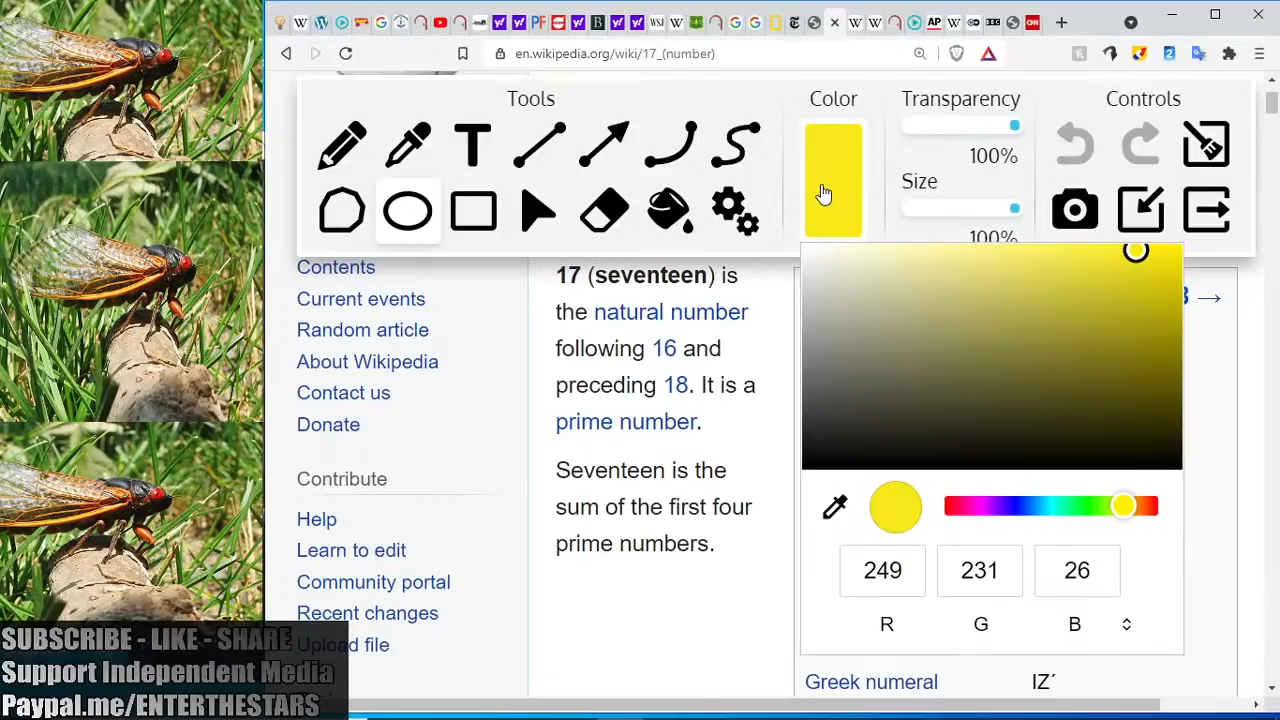 en.wikipedia.org/wiki/17_(number)
Tools
Color
Transparency
Controls
100%
Size
100%
T
Contents
Current events
Random article
About Wikipedia
Contact us
Donate
Contribute
Help
Learn to edit
Community portal
Recent changes
Upload file
17 (seventeen) is
the natural number
following 16 and
preceding 18. It is a
prime number.
Seventeen is the
sum of the first four
prime numbers.
→
249 231 26
R G B
Greek numeral IZ´
SUBSCRIBE - LIKE - SHARE
Support Independent Media
Paypal.me/ENTERTHESTARS